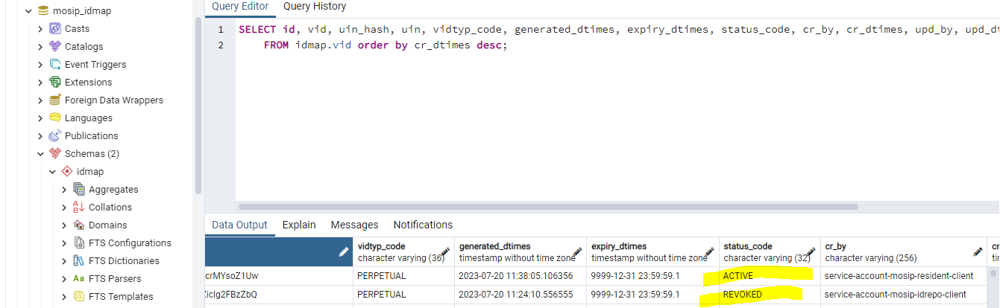 mosip_idmap
Casts
Catalogs
Event Triggers
Extensions
Foreign Data Wrappers
Languages
Publications
Schemas (2)
idmap
Aggregates
Collations
Domains
FTS Configurations
FTS Dictionaries
FTS Parsers
FTS Templates
Query Editor Query History
1 SELECT id, vid, uin_hash, uin, vidtyp_code, generated_dtimes, expiry_dtimes, status_code, cr_by, cr_dtimes, upd_by, upd_dt
2 FROM idmap.vid order by cr_dtimes desc;
Data Output Explain Messages Notifications
vidtyp_code generated_dtimes expiry_dtimes status_code cr_by
character varying (36) timestamp without time zone timestamp without time zone character varying (32) character varying (256)
crMYsoZ1Uw PERPETUAL 2023-07-20 11:38:05.106356 9999-12-31 23:59:59.1 ACTIVE service-account-mosip-resident-client
PERPETUAL 2023-07-20 11:24:10.556555 9999-12-31 23:59:59.1 REVOKED service-account-mosip-idrepo-client